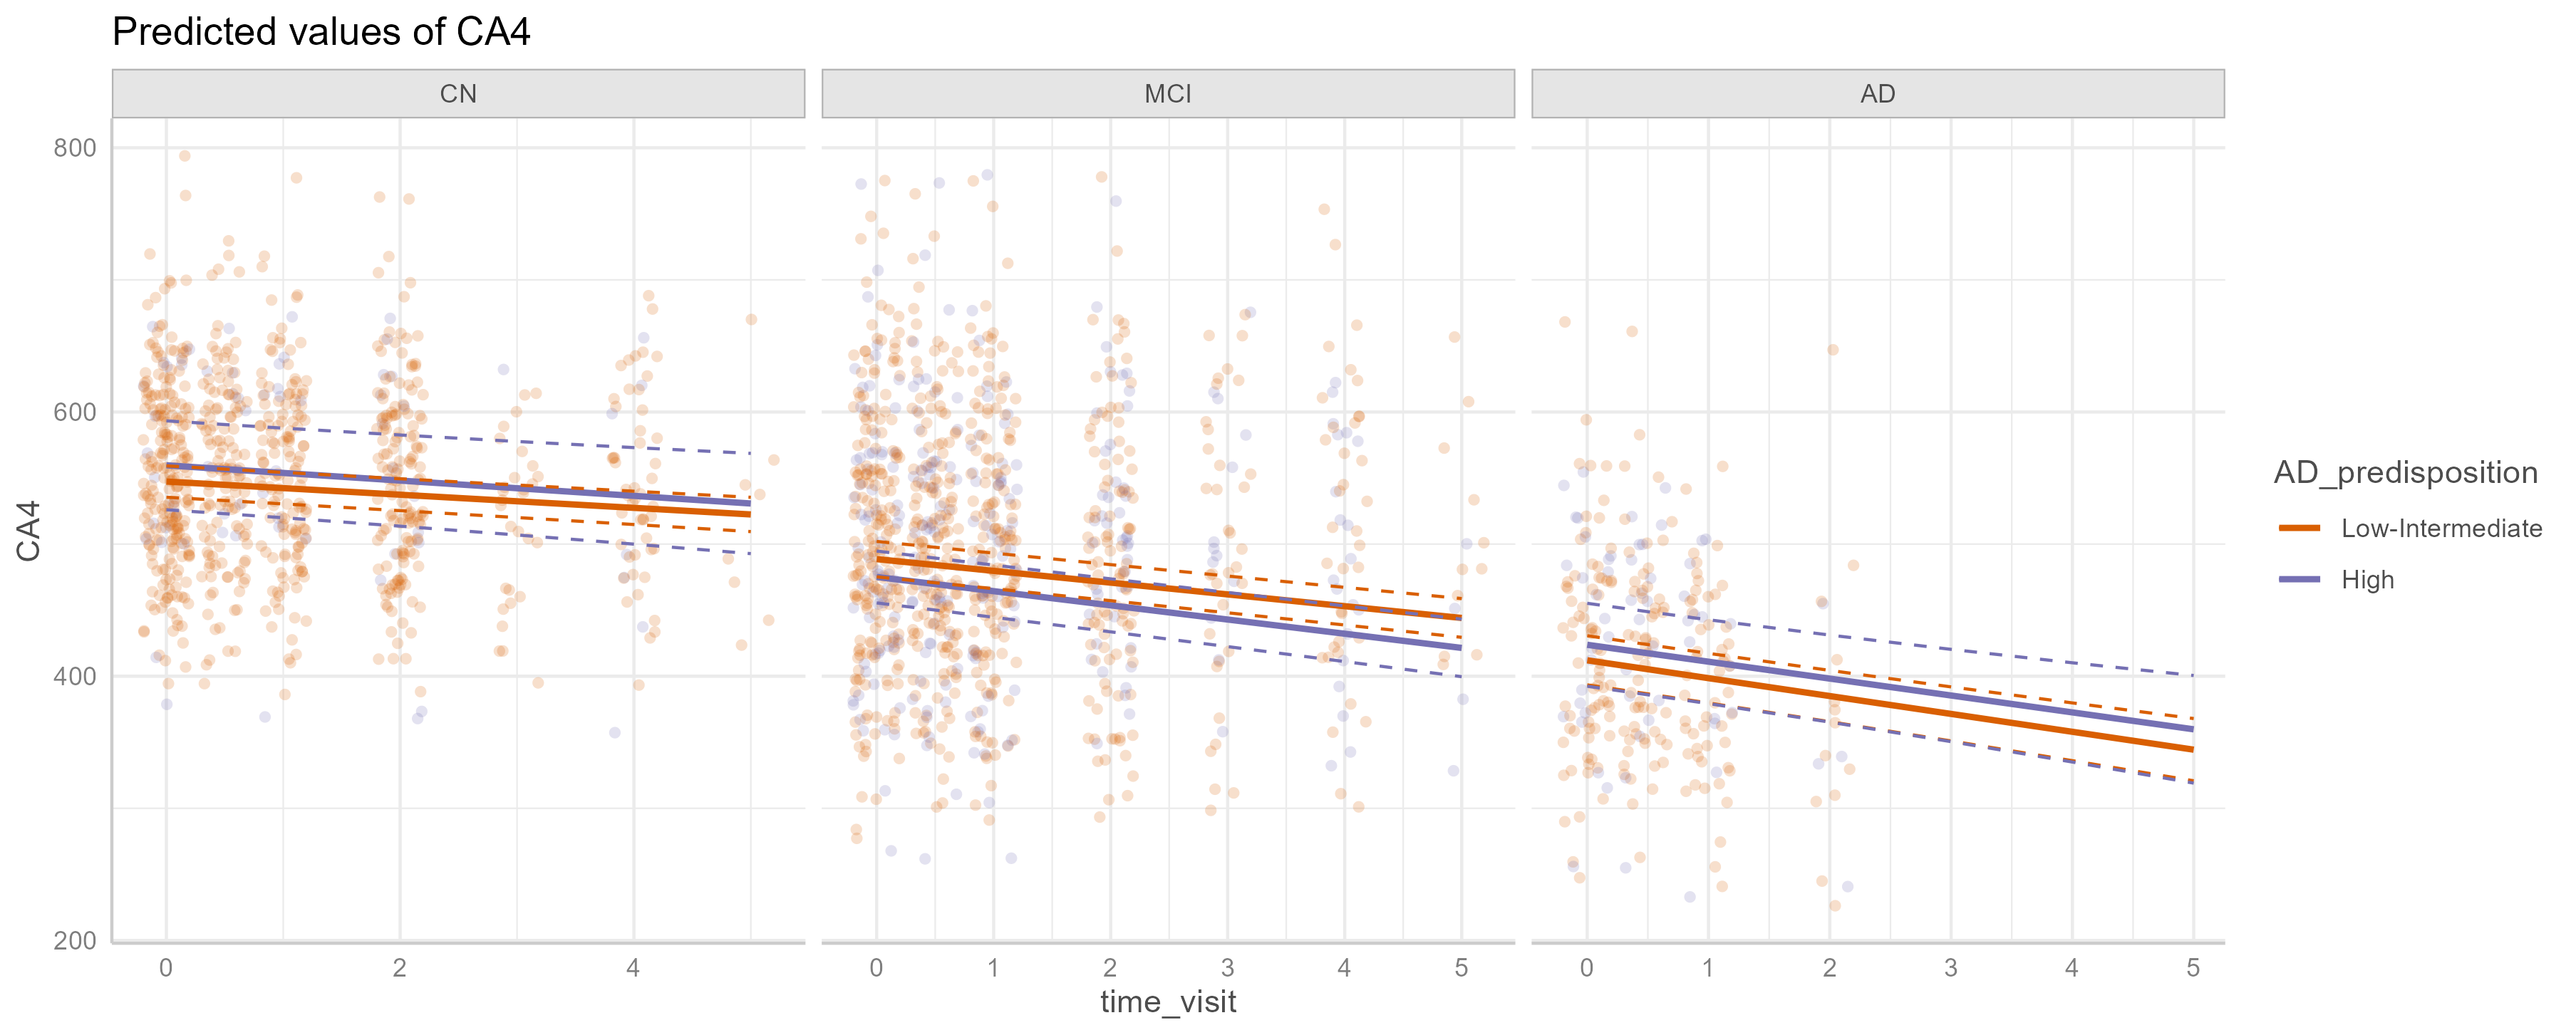 Predicted values of CA4
CN
MCI
AD
800
600
400
200
CA4
0 2 4
0 1 2 3 4 5
0 1 2 3 4 5
time_visit
AD_predisposition
Low-Intermediate
High